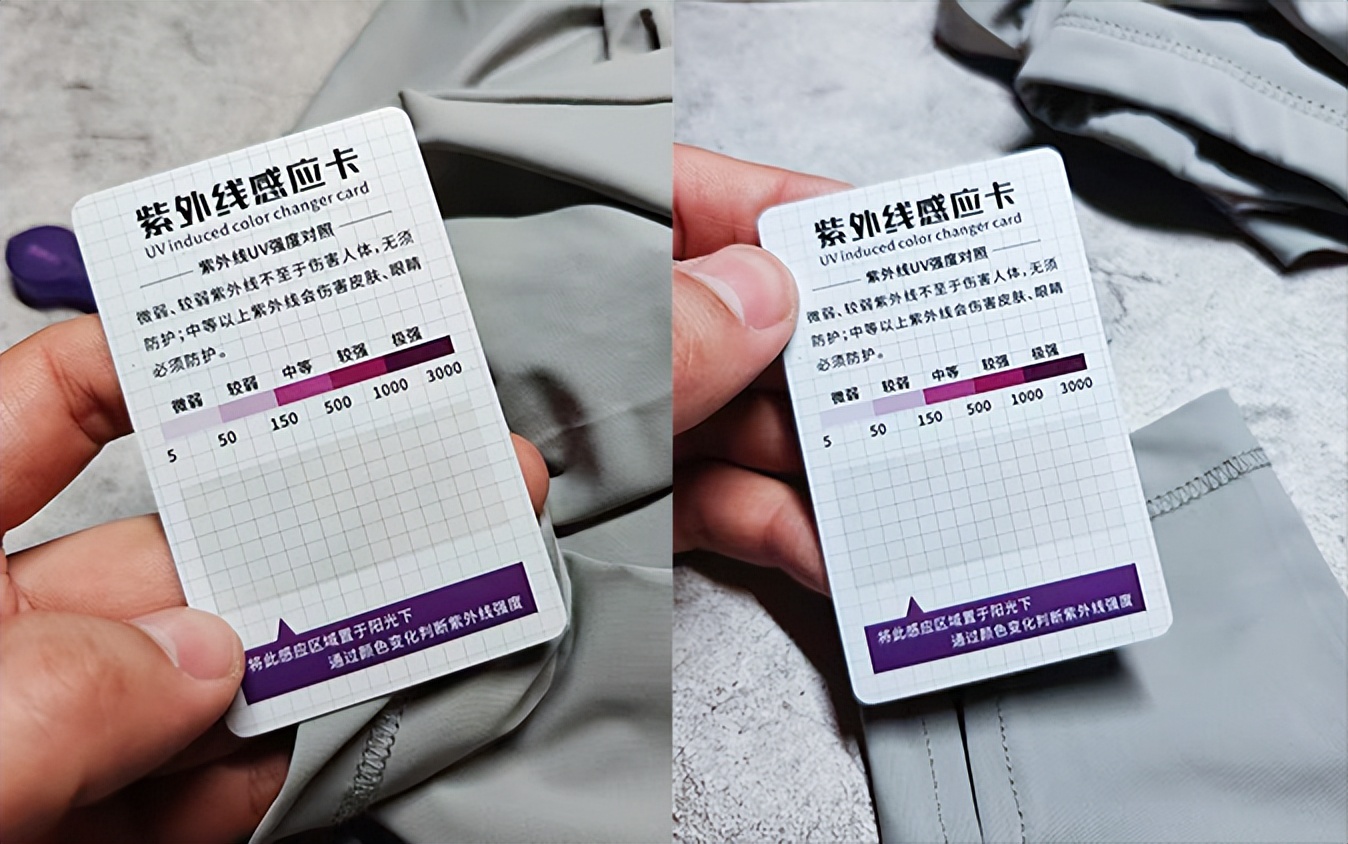 紫外线感应卡
UV induced color changer card
紫外线UV强度对照
微弱、较弱紫外线不至于伤害人体,无须
防护;中等以上紫外线会伤害皮肤、眼睛
必须防护。
微弱 较弱 中等 较强 极强
5 50 150 500 1000 3000
将此感应区域置于阳光下
通过颜色变化判断紫外线强度
紫外线感应卡
UV induced color changer card
紫外线UV强度对照
微弱、较弱紫外线不至于伤害人体,无须
防护;中等以上紫外线会伤害皮肤、眼睛
必须防护。
微弱 较弱 中等 较强 极强
5 50 150 500 1000 3000
将此感应区域置于阳光下
通过颜色变化判断紫外线强度